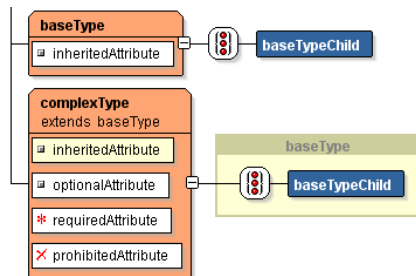 baseType
inheritedAttribute
baseTypeChild
complexType
extends baseType
inheritedAttribute
optionalAttribute
requiredAttribute
prohibitedAttribute
baseType
baseTypeChild